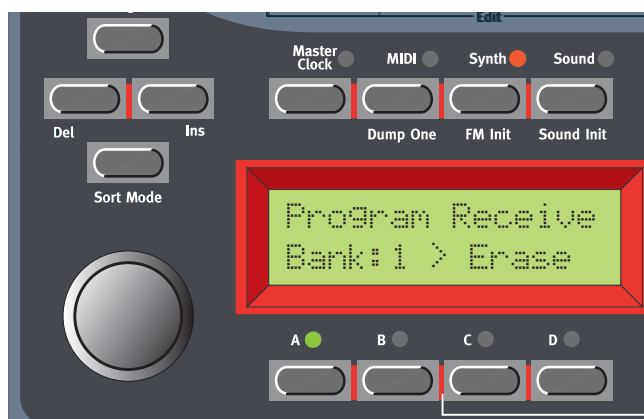 Edit
Master Clock
MIDI
Synth
Sound
Del
Ins
Dump One
FM Init
Sound Init
Sort Mode
Program Receive
Bank:1 > Erase
A
B
C
D